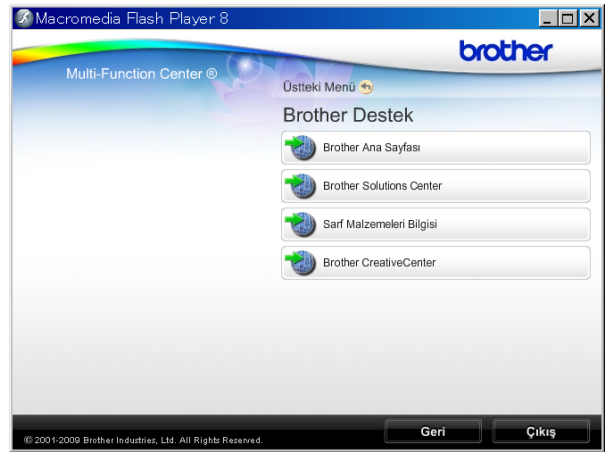 Macromedia Flash Player 8
brother
Multi-Function Center ®
Üstteki Menü
Brother Destek
Brother Ana Sayfası
Brother Solutions Center
Sarf Malzemeleri Bilgisi
Brother CreativeCenter
Geri
Çıkış
© 2001-2009 Brother Industries, Ltd. All Rights Reserved.